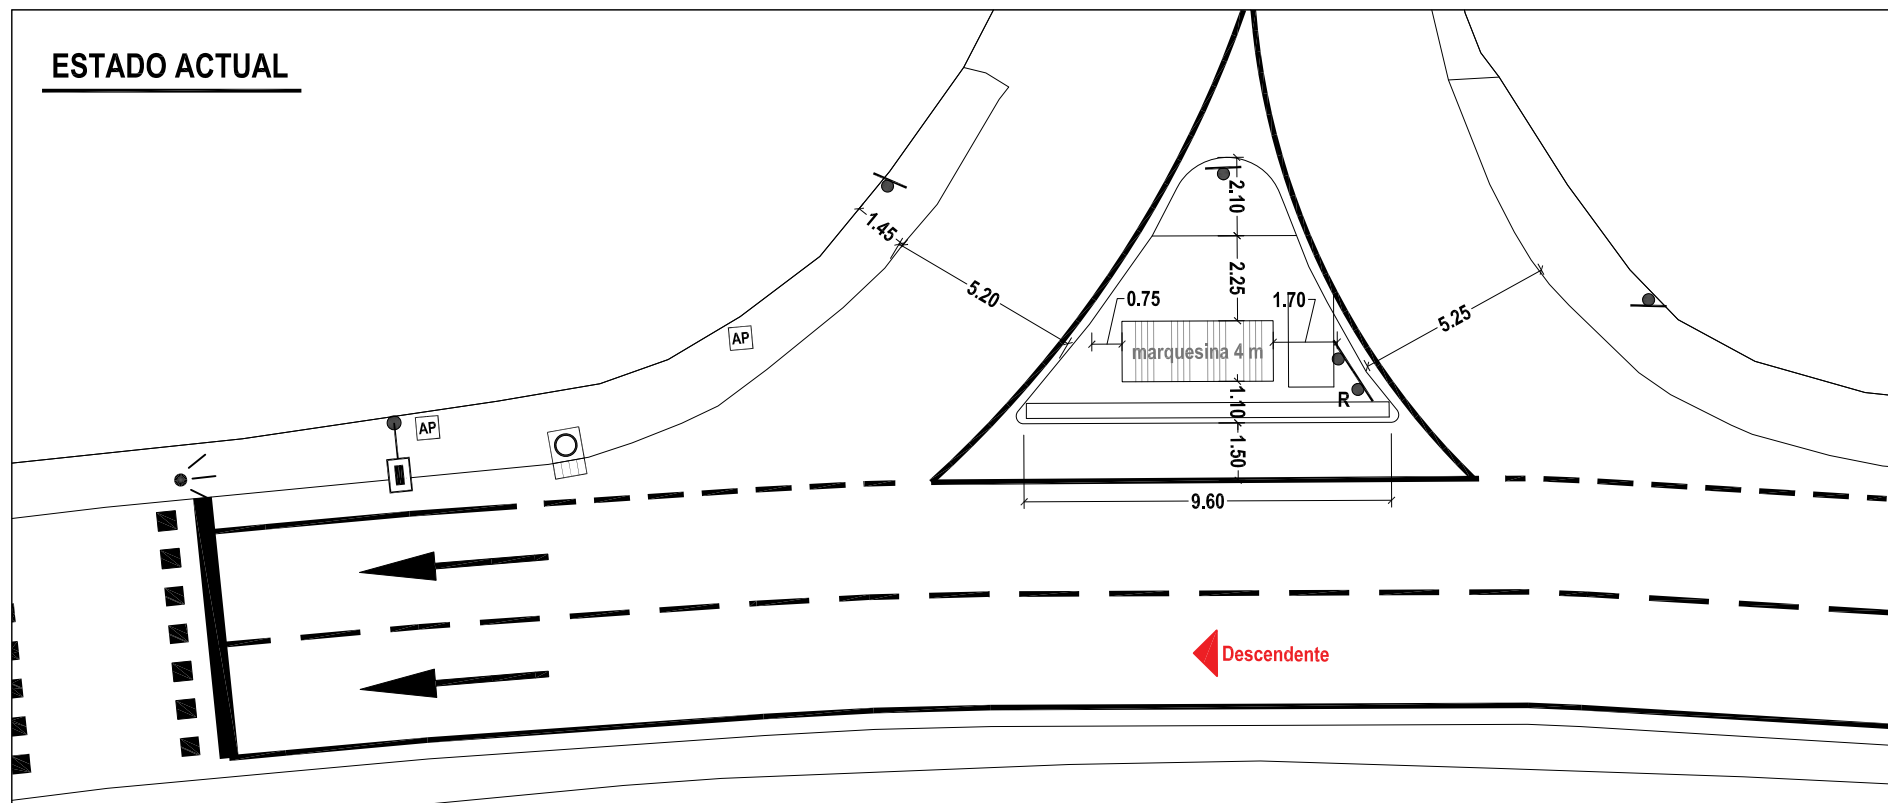 ESTADO ACTUAL
2.10
1.45
2.25
5.20
0.75
1.70
5.25
AP
marquesina 4 m
1.10
R
AP
1.50
9.60
Descendente